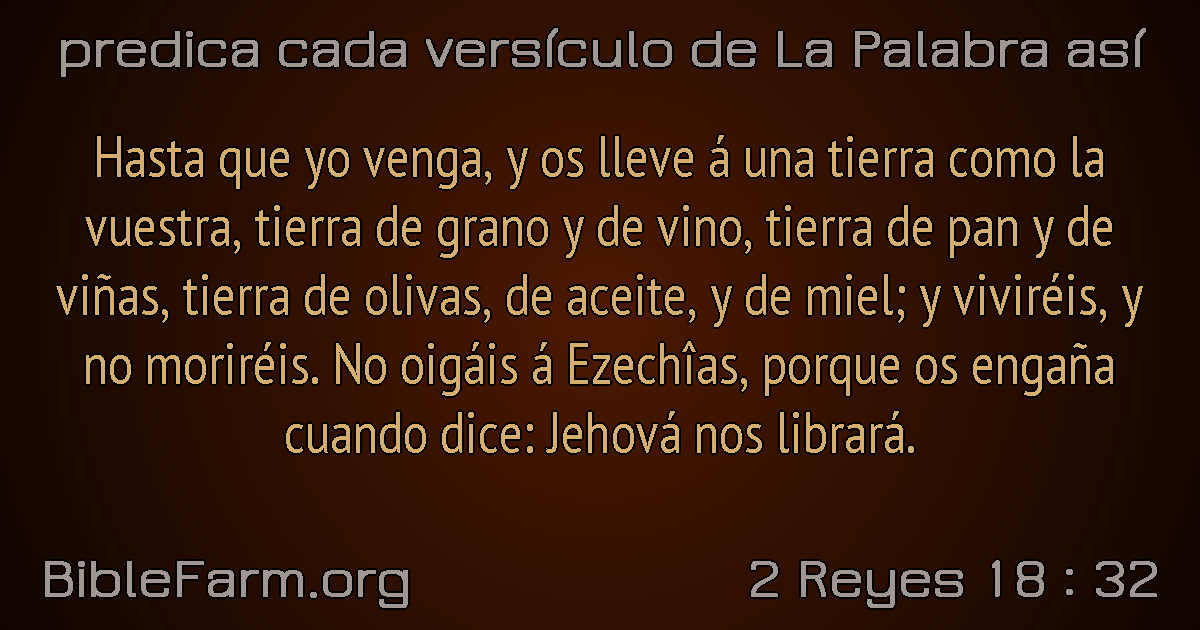 predica cada versículo de La Palabra así
Hasta que yo venga, y os lleve á una tierra como la
vuestra, tierra de grano y de vino, tierra de pan y de
viñas, tierra de olivas, de aceite, y de miel; y viviréis, y
no moriréis. No oigáis á Ezechîas, porque os engaña
cuando dice: Jehová nos librará.
BibleFarm.org
2 Reyes 18 : 32